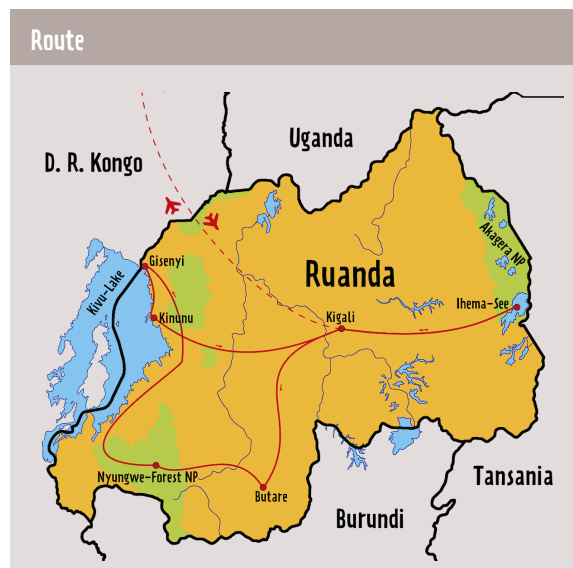 Route
Uganda
D. R. Kongo
Akagera NP
Gisenyi
Ruanda
Kivu-Lake
Ihema-See
Kinunu
Kigali
Nyungwe-Forest NP
Tansania
Butare
Burundi